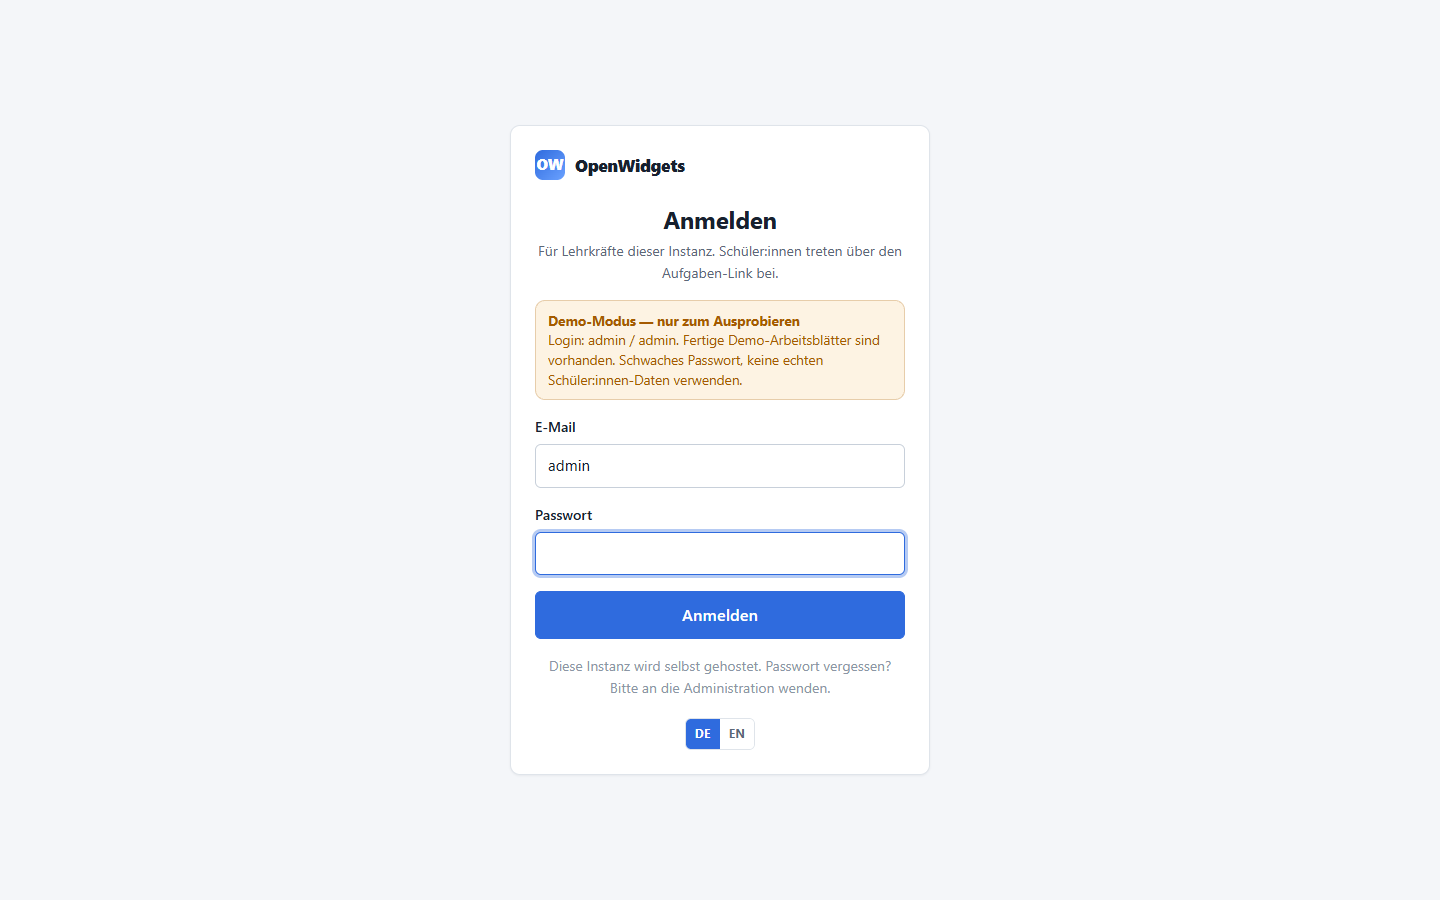 OW OpenWidgets
Anmelden
Für Lehrkräfte dieser Instanz. Schüler:innen treten über den
Aufgaben-Link bei.
Demo-Modus — nur zum Ausprobieren
Login: admin / admin. Fertige Demo-Arbeitsblätter sind
vorhanden. Schwaches Passwort, keine echten
Schüler:innen-Daten verwenden.
E-Mail
admin
Passwort
Anmelden
Diese Instanz wird selbst gehostet. Passwort vergessen?
Bitte an die Administration wenden.
DE EN